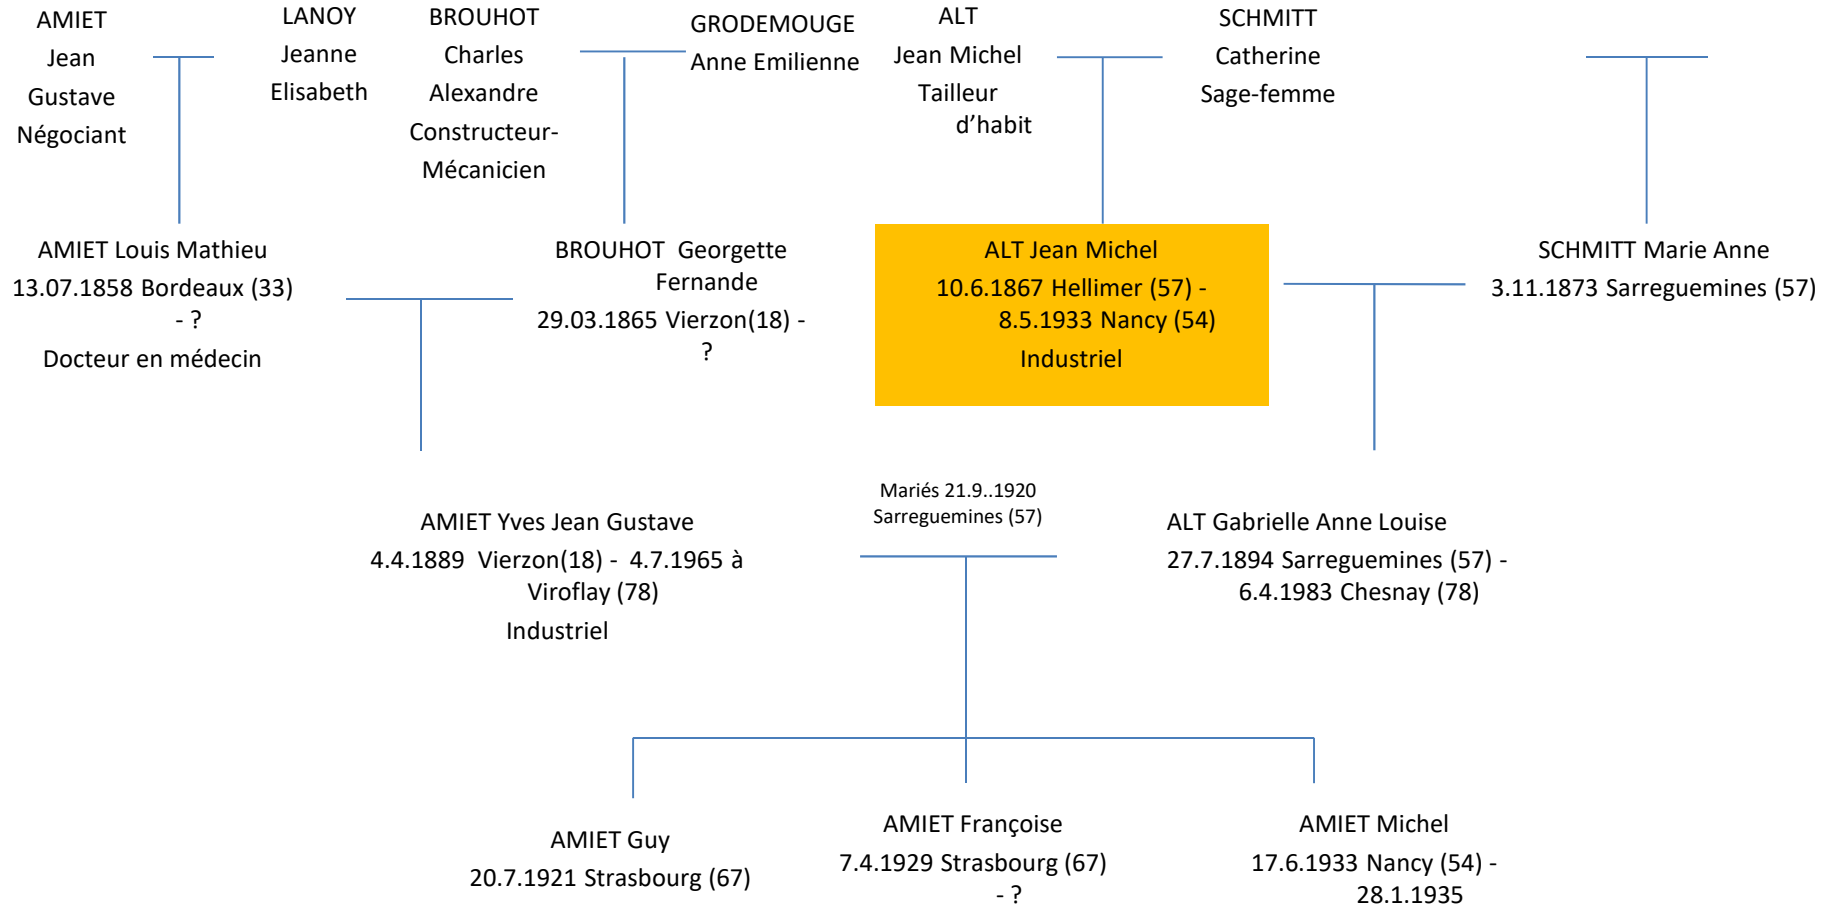 AMIET
Jean
Gustave
Négociant
LANOY
Jeanne
Elisabeth
BROUHOT
Charles
Alexandre
Constructeur-
Mécanicien
GRODEMOUGE
Anne Emilienne
ALT
Jean Michel
Tailleur
d’habit
SCHMITT
Catherine
Sage-femme
AMIET Louis Mathieu
13.07.1858 Bordeaux (33)
- ?
Docteur en médecin
BROUHOT  Georgette
Fernande
29.03.1865 Vierzon(18) -
?
ALT Jean Michel
10.6.1867 Hellimer (57) -
8.5.1933 Nancy (54)
Industriel
SCHMITT Marie Anne
3.11.1873 Sarreguemines (57)
AMIET Yves Jean Gustave
4.4.1889  Vierzon(18) -  4.7.1965 à
Viroflay (78)
Industriel
Mariés 21.9..1920
Sarreguemines (57)
ALT Gabrielle Anne Louise
27.7.1894 Sarreguemines (57) -
6.4.1983 Chesnay (78)
AMIET Guy
20.7.1921 Strasbourg (67)
AMIET Françoise
7.4.1929 Strasbourg (67)
- ?
AMIET Michel
17.6.1933 Nancy (54) -
28.1.1935